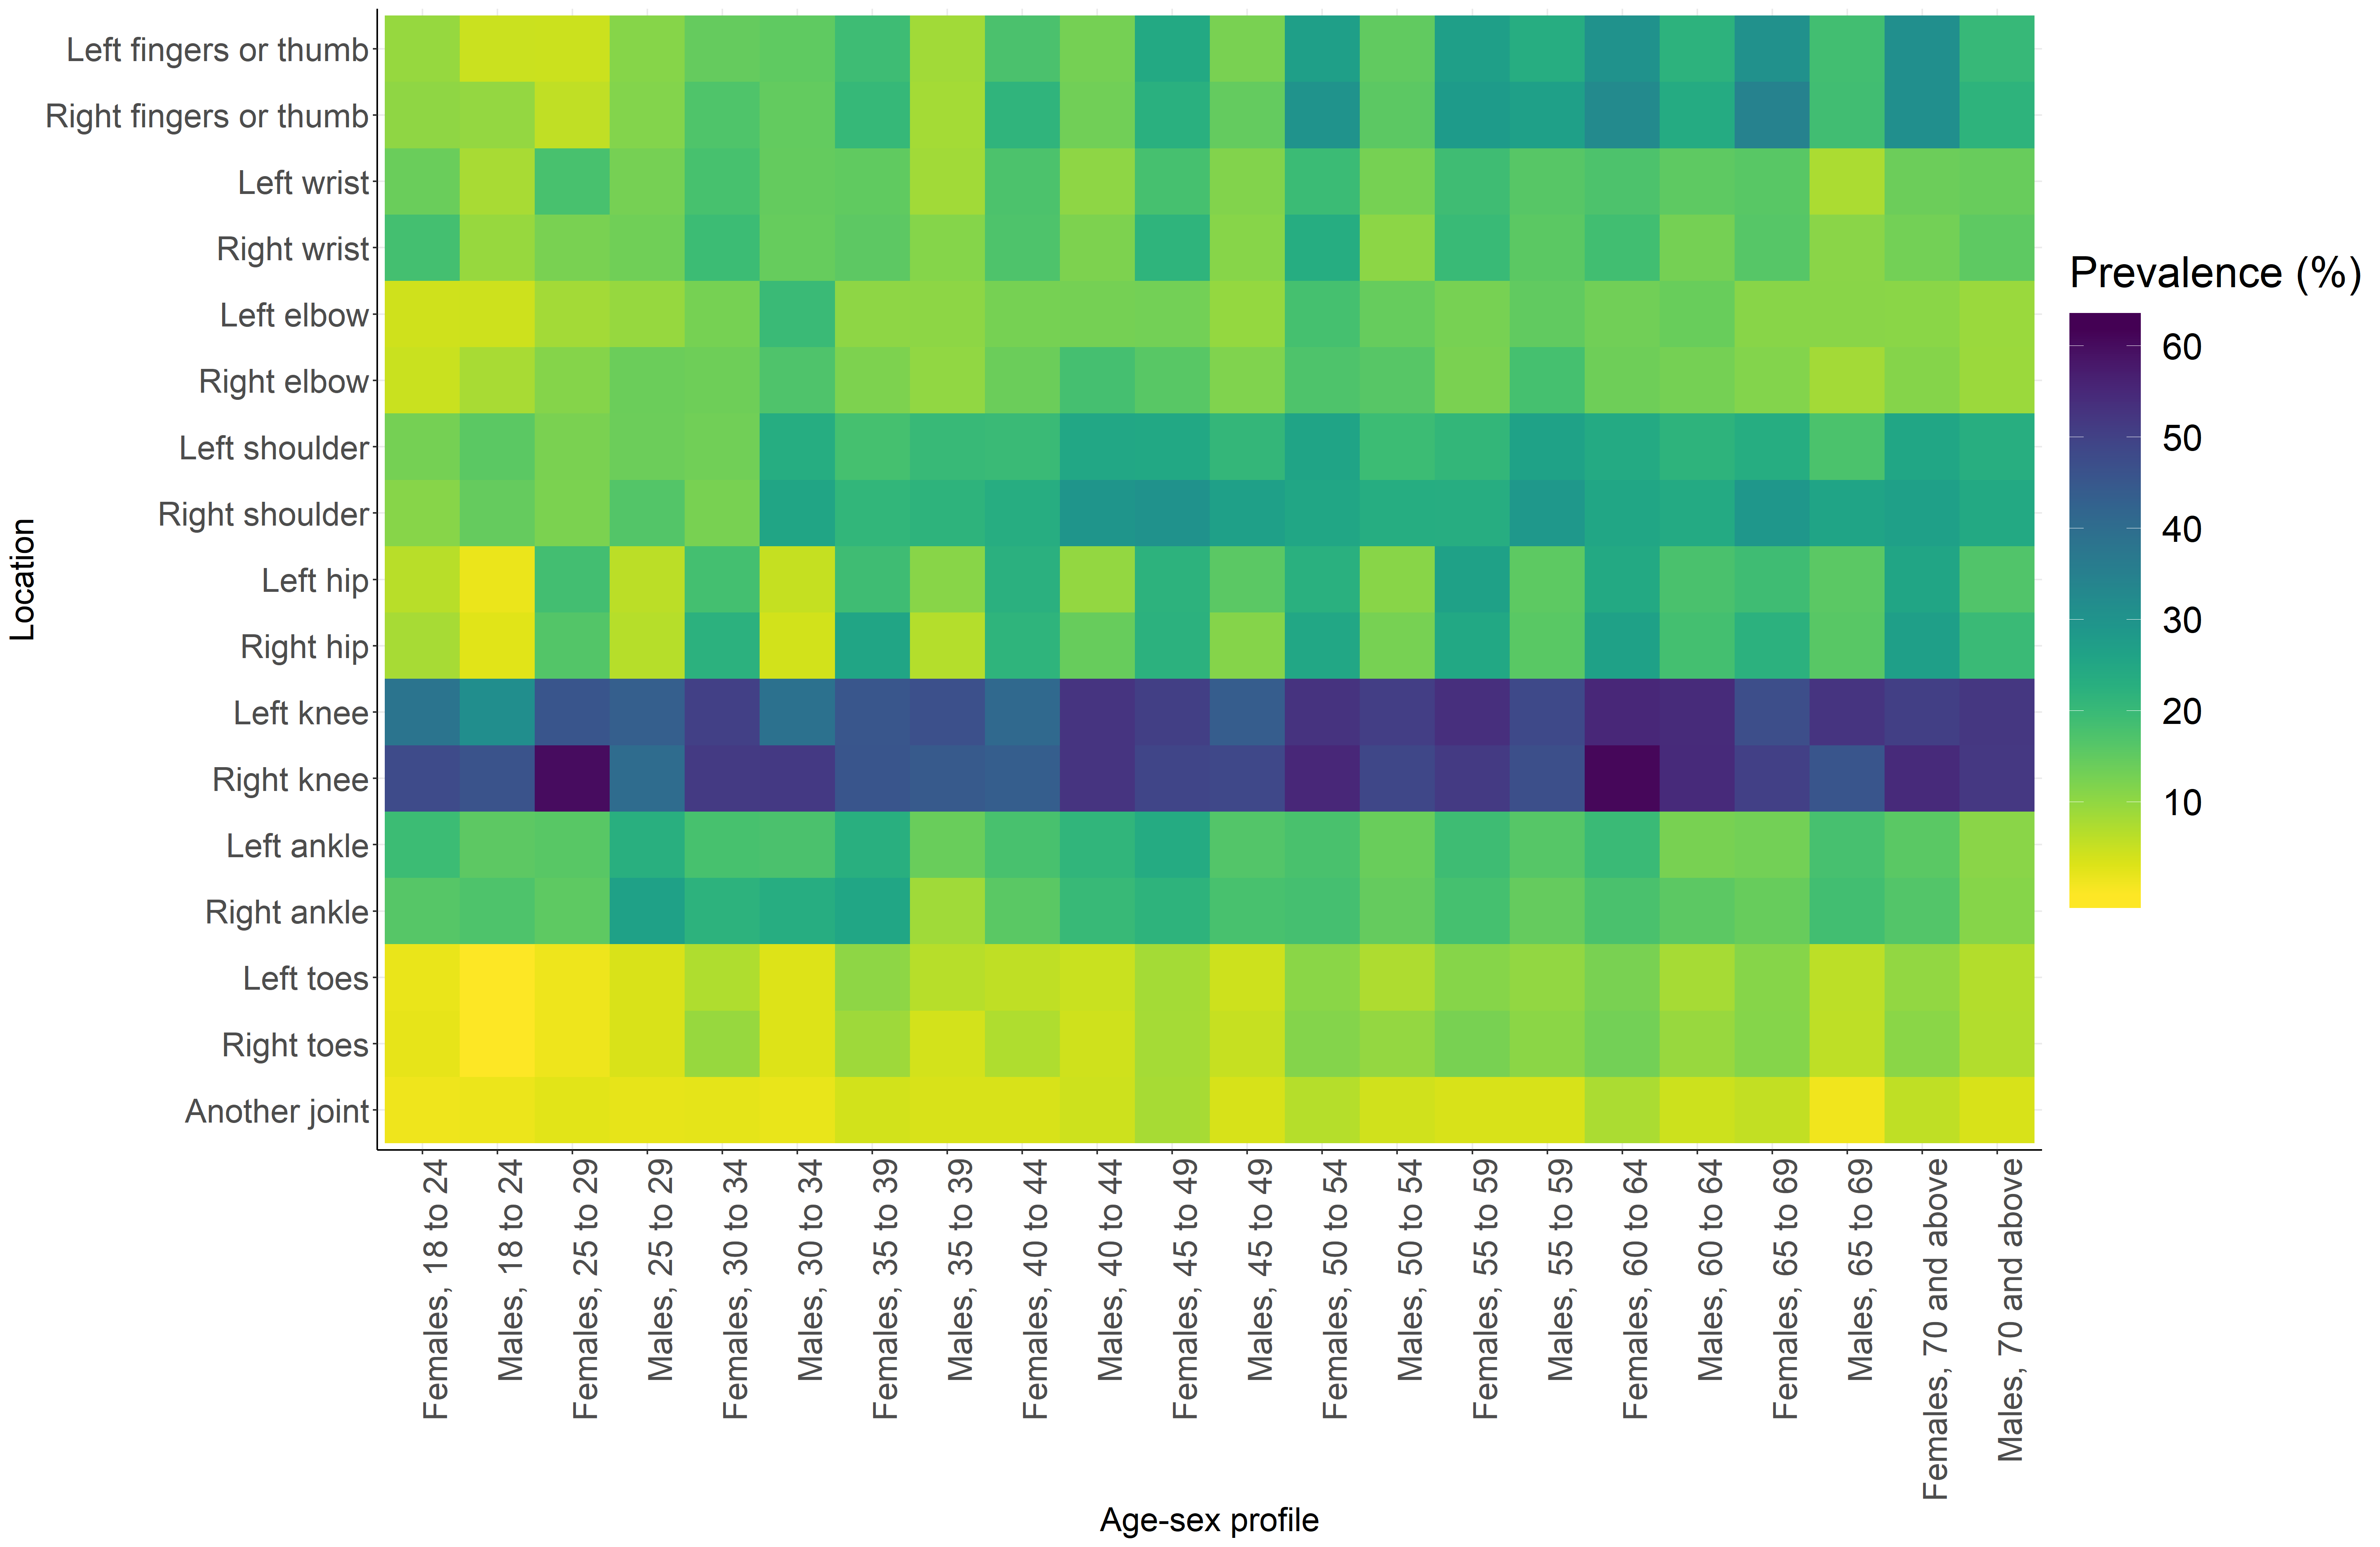 Left fingers or thumb
Right fingers or thumb
Left wrist
Right wrist
Left elbow
Right elbow
Left shoulder
Right shoulder
Left hip
Right hip
Left knee
Right knee
Left ankle
Right ankle
Left toes
Right toes
Another joint
Location
Females, 18 to 24
Males, 18 to 24
Females, 25 to 29
Males, 25 to 29
Females, 30 to 34
Males, 30 to 34
Females, 35 to 39
Males, 35 to 39
Females, 40 to 44
Males, 40 to 44
Females, 45 to 49
Males, 45 to 49
Females, 50 to 54
Males, 50 to 54
Females, 55 to 59
Males, 55 to 59
Females, 60 to 64
Males, 60 to 64
Females, 65 to 69
Males, 65 to 69
Females, 70 and above
Males, 70 and above
Age-sex profile
Prevalence (%)
60
50
40
30
20
10